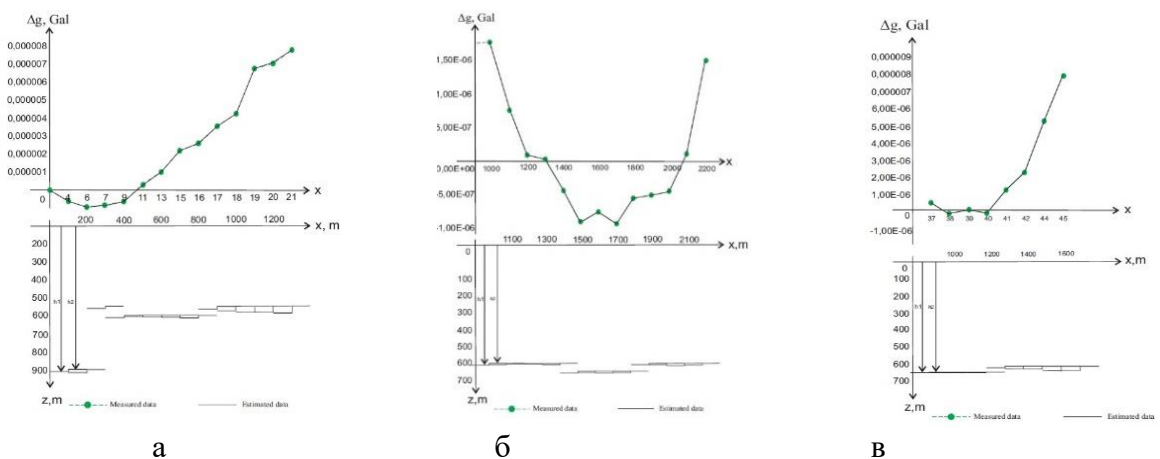 Δg, Gal
0,000008
0,000007
0,000006
0,000005
0,000004
0,000003
0,000002
0,000001
0
4 6 7 9 11 13 15 16 17 18 19 20 21
x
200 400 600 800 1000 1200
x, m
200
300
400
500
600
700
800
900
h1 h2
z,m
Measured data Estimated data
а
Δg, Gal
1,50E-06
1,00E-06
5,00E-07
0,00E+00
1000 1200 1400 1600 1800 2000 2200
x
-5,00E-07
-1,00E-06
1100 1300 1500 1700 1900 2100
x,m
0
100
200
300
400
500
600
700
z,m
Measured data Estimated data
б
Δg, Gal
0,000009
0,000008
0,000007
6,00E-06
5,00E-06
4,00E-06
2,00E-06
1,00E-06
0
37 38 39 40 41 42 44 45
x
-1,00E-06
1000 1200 1400 1600
x,m
0
100
200
300
400
500
600
700
z,m
Measured data Estimated data
в